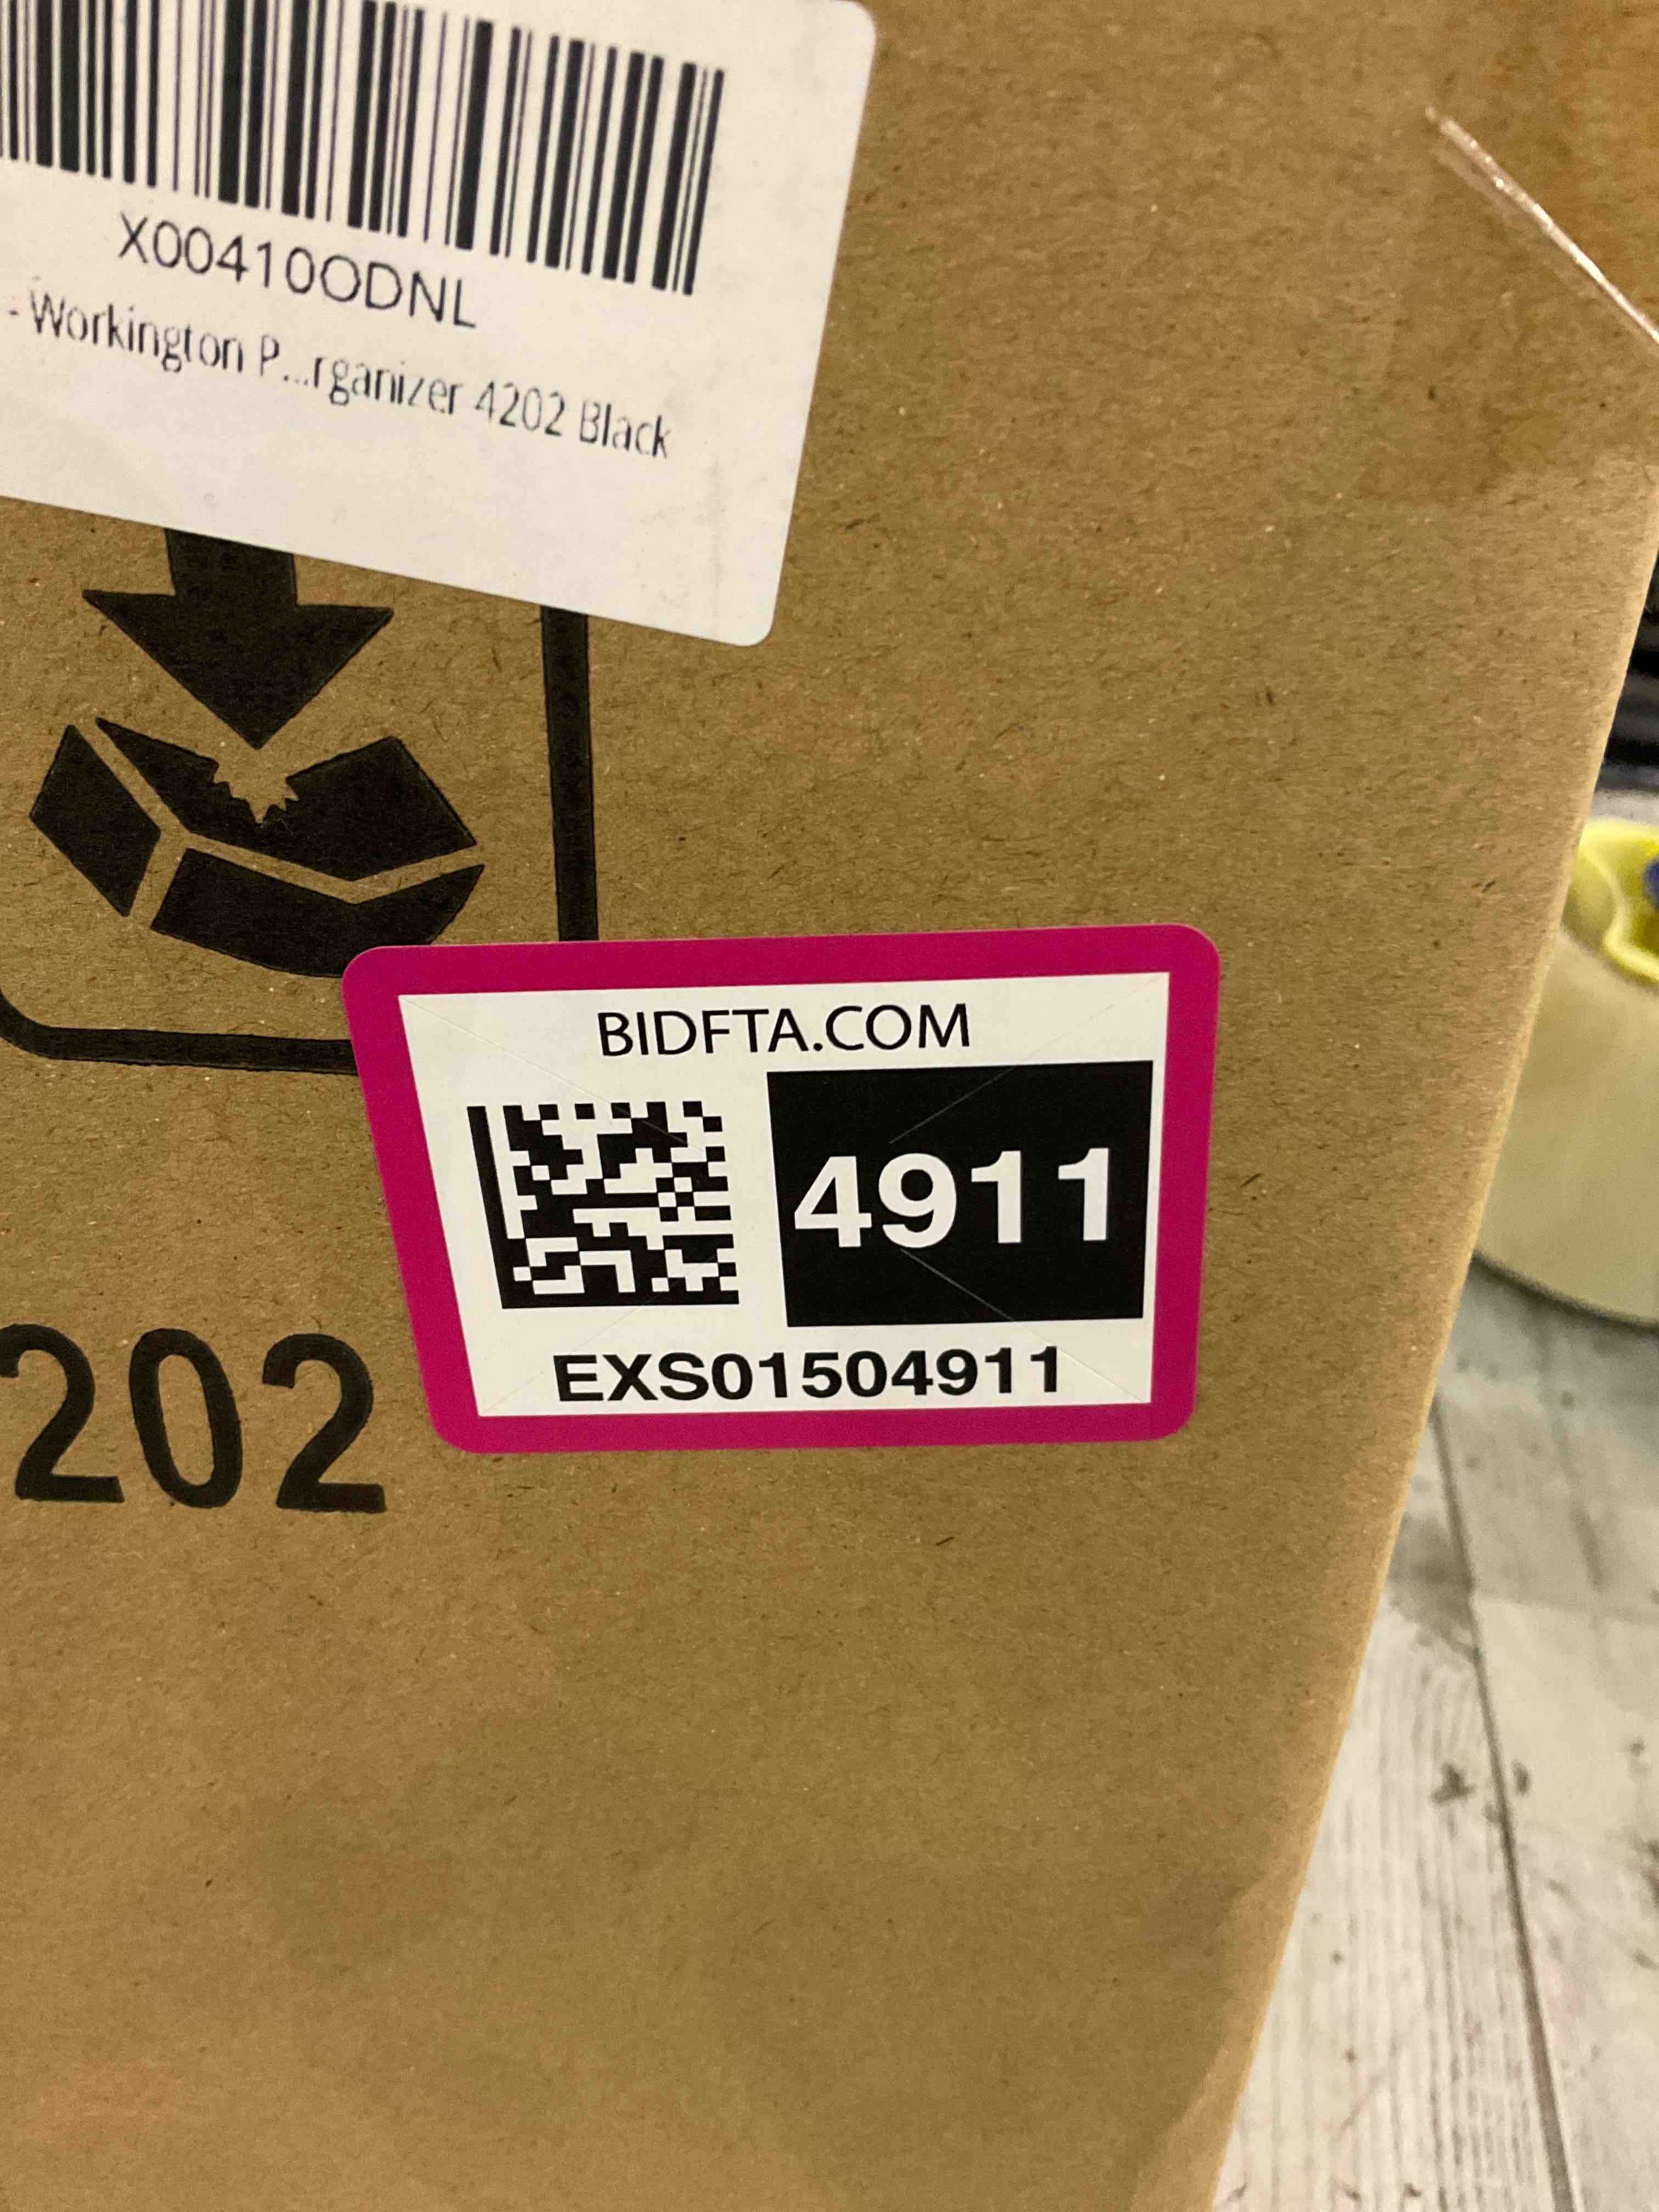 X00410ODNL
- Workington P...rganizer 4202 Black
BIDFTA.COM
4911
EXS01504911
202